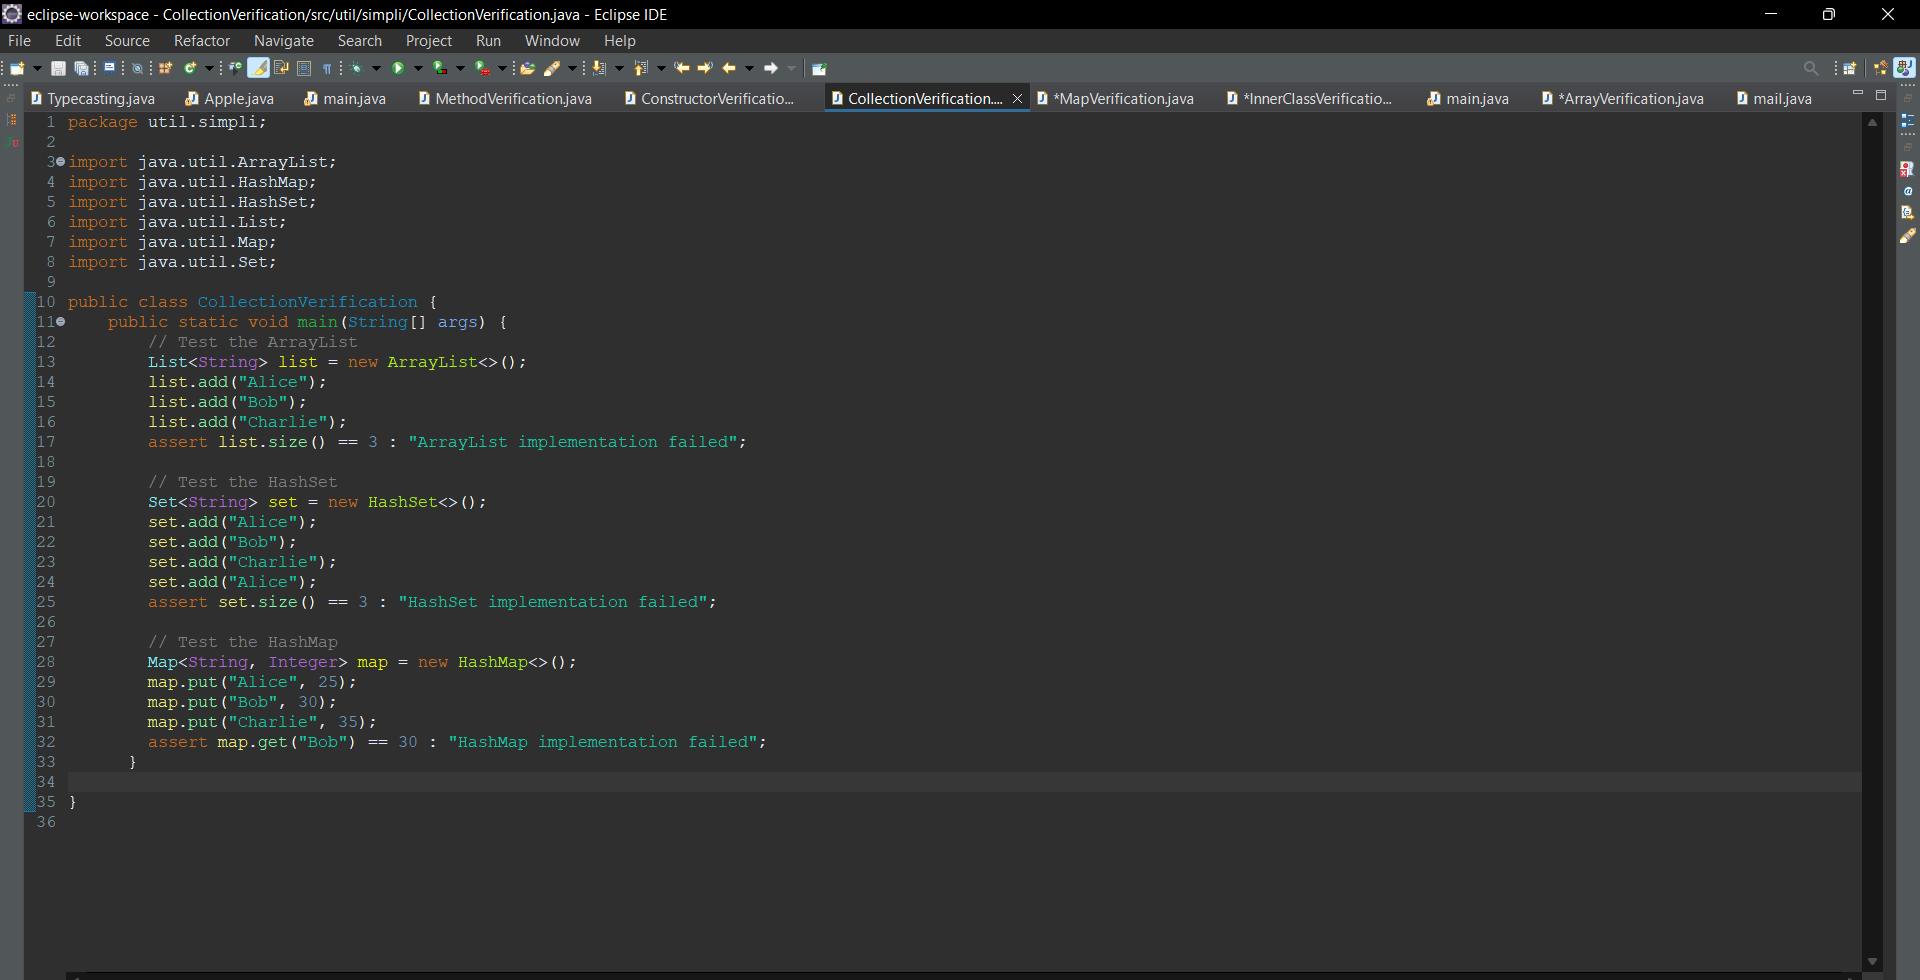 eclipse-workspace - CollectionVerification/src/util/simpli/CollectionVerification.java - Eclipse IDE
File Edit Source Refactor Navigate Search Project Run Window Help
Typecasting.java Apple.java main.java MethodVerification.java ConstructorVerificatio... CollectionVerification.... *MapVerification.java *InnerClassVerificatio... main.java *ArrayVerification.java mail.java
1 package util.simpli;
2
3 import java.util.ArrayList;
4 import java.util.HashMap;
5 import java.util.HashSet;
6 import java.util.List;
7 import java.util.Map;
8 import java.util.Set;
9
10 public class CollectionVerification {
11 public static void main(String[] args) {
12 // Test the ArrayList
13 List<String> list = new ArrayList<>();
14 list.add("Alice");
15 list.add("Bob");
16 list.add("Charlie");
17 assert list.size() == 3 : "ArrayList implementation failed";
18
19 // Test the HashSet
20 Set<String> set = new HashSet<>();
21 set.add("Alice");
22 set.add("Bob");
23 set.add("Charlie");
24 set.add("Alice");
25 assert set.size() == 3 : "HashSet implementation failed";
26
27 // Test the HashMap
28 Map<String, Integer> map = new HashMap<>();
29 map.put("Alice", 25);
30 map.put("Bob", 30);
31 map.put("Charlie", 35);
32 assert map.get("Bob") == 30 : "HashMap implementation failed";
33 }
34
35 }
36